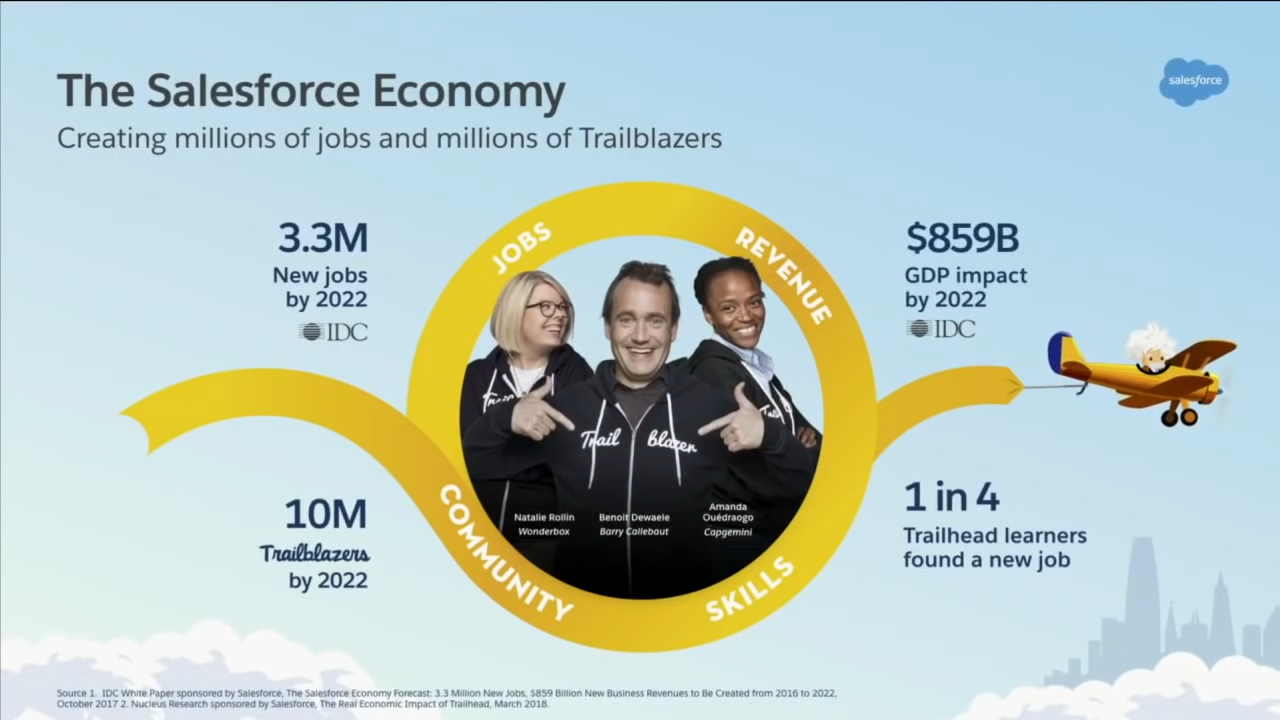 The Salesforce Economy
Creating millions of jobs and millions of Trailblazers
salesforce
3.3M
New jobs
by 2022
IDC
JOBS
REVENUE
$859B
GDP impact
by 2022
IDC
Trail blazer
10M
Trailblazers
by 2022
COMMUNITY
SKILLS
Natalie Rollin
Wonderbox
Benoit Dewaele
Barry Callebaut
Amanda
Ouédraogo
Capgemini
1 in 4
Trailhead learners
found a new job
Source 1. IDC White Paper sponsored by Salesforce, The Salesforce Economy Forecast: 3.3 Million New Jobs, $859 Billion New Business Revenues to Be Created from 2016 to 2022,
October 2017 2. Nucleus Research sponsored by Salesforce, The Real Economic Impact of Trailhead, March 2018.